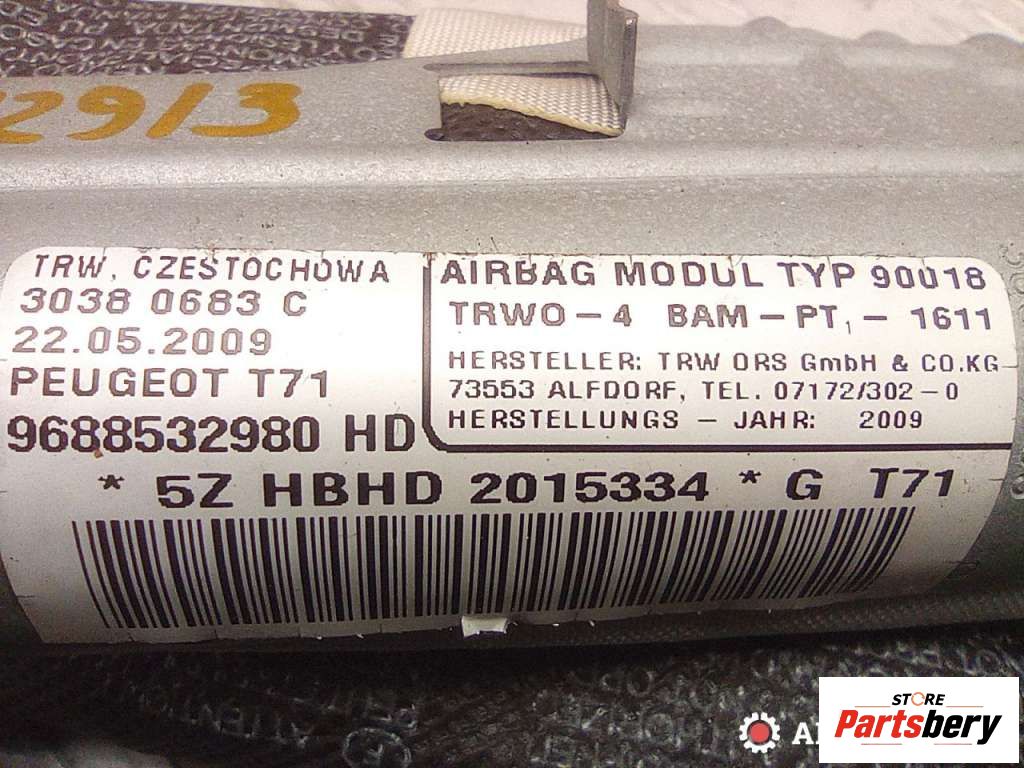 2913
TRW, CZESTOCHOWA
3038 0683 C
22.05.2009
PEUGEOT T71
9688532980 HD
AIRBAG MODUL TYP 90018
TRWO-4 BAM-PT,-1611
HERSTELLER: TRW ORS GmbH & CO.KG
73553 ALFDORF, TEL. 07172/302-0
HERSTELLUNGS - JAHR: 2009
* 5Z HBHD 2015334 * G T71
STORE
Partsbery